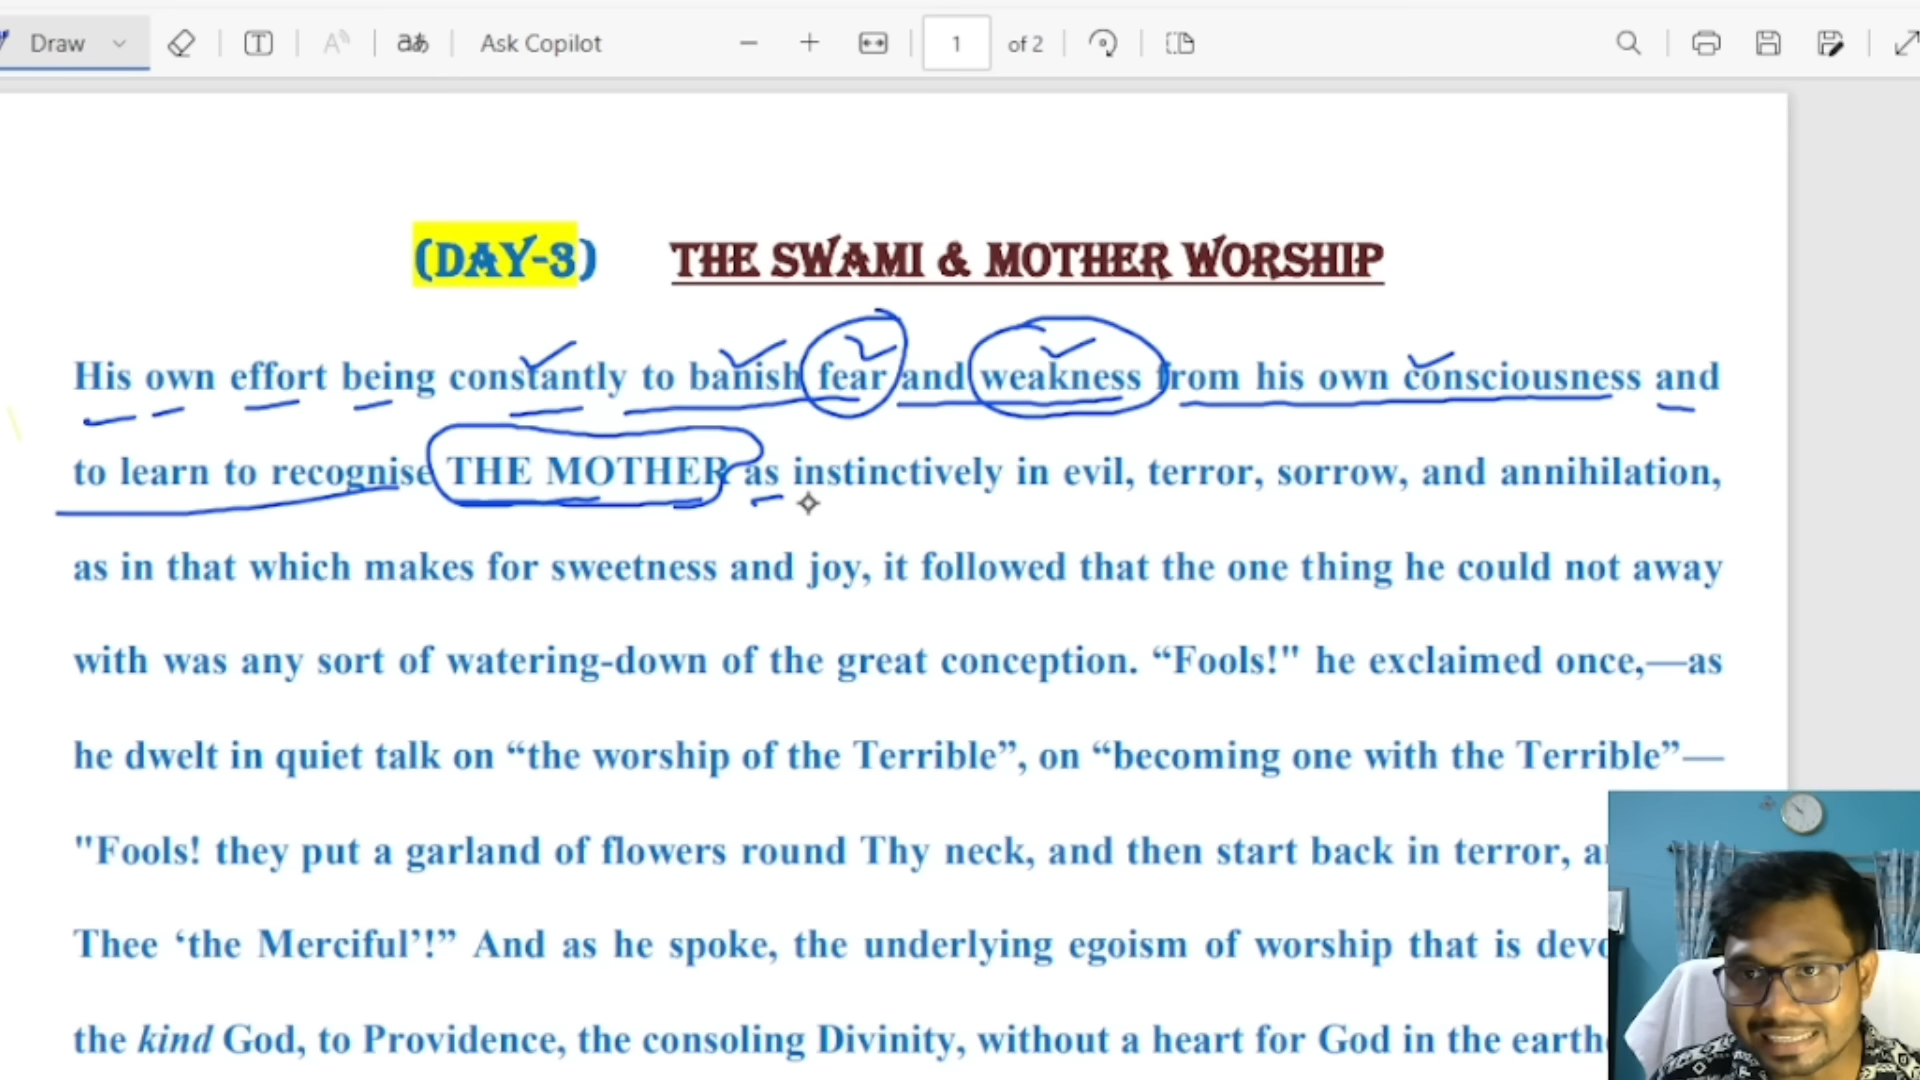 Draw
T
A
aあ
Ask Copilot
1
of 2
(DAY-3) THE SWAMI & MOTHER WORSHIP
His own effort being constantly to banish fear and weakness from his own consciousness and
to learn to recognise THE MOTHER as instinctively in evil, terror, sorrow, and annihilation,
as in that which makes for sweetness and joy, it followed that the one thing he could not away
with was any sort of watering-down of the great conception. “Fools!" he exclaimed once,—as
he dwelt in quiet talk on “the worship of the Terrible”, on “becoming one with the Terrible”—
"Fools! they put a garland of flowers round Thy neck, and then start back in terror,
Thee ‘the Merciful’!” And as he spoke, the underlying egoism of worship that is
the kind God, to Providence, the consoling Divinity, without a heart for God in the